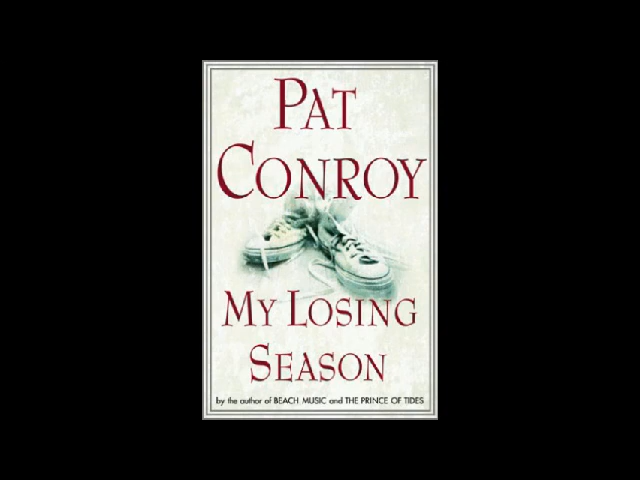 PAT
CONROY
MY LOSING
SEASON
by the author of BEACH MUSIC and THE PRINCE OF TIDES